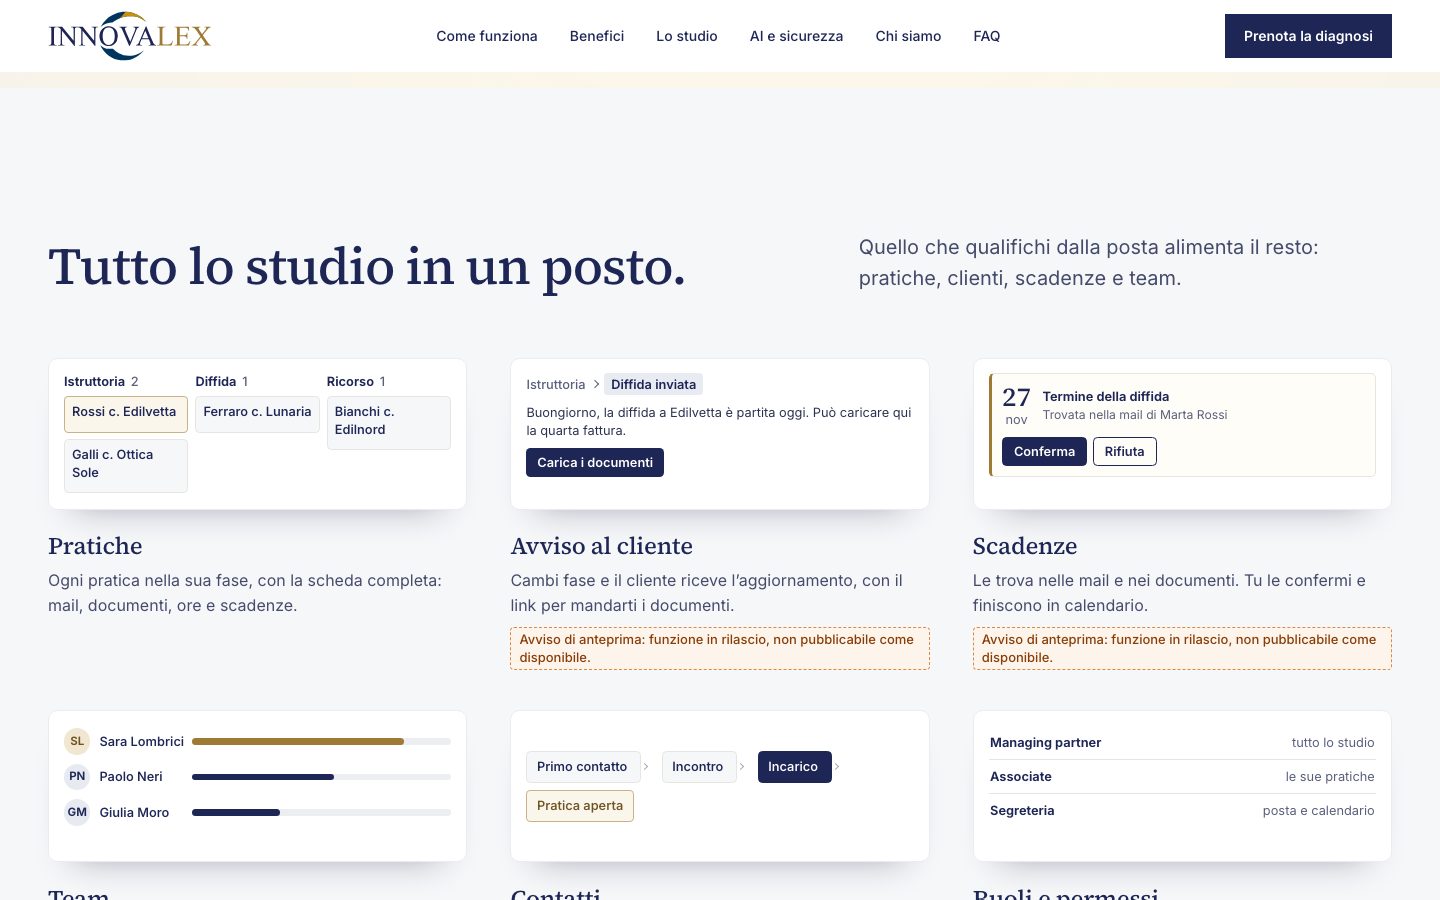 INNOVALEX
Come funziona
Benefici
Lo studio
AI e sicurezza
Chi siamo
FAQ
Prenota la diagnosi
Tutto lo studio in un posto.
Quello che qualifichi dalla posta alimenta il resto:
pratiche, clienti, scadenze e team.
Istruttoria 2
Rossi c. Edilvetta
Galli c. Ottica
Sole
Diffida 1
Ferraro c. Lunaria
Ricorso 1
Bianchi c.
Edilnord
Pratiche
Ogni pratica nella sua fase, con la scheda completa:
mail, documenti, ore e scadenze.
Istruttoria > Diffida inviata
Buongiorno, la diffida a Edilvetta è partita oggi. Può caricare qui
la quarta fattura.
Carica i documenti
Avviso al cliente
Cambi fase e il cliente riceve l’aggiornamento, con il
link per mandarti i documenti.
Avviso di anteprima: funzione in rilascio, non pubblicabile come
disponibile.
27
nov
Termine della diffida
Trovata nella mail di Marta Rossi
Conferma
Rifiuta
Scadenze
Le trova nelle mail e nei documenti. Tu le confermi e
finiscono in calendario.
Avviso di anteprima: funzione in rilascio, non pubblicabile come
disponibile.
SL Sara Lombrici
PN Paolo Neri
GM Giulia Moro
Team
Primo contatto > Incontro > Incarico >
Pratica aperta
Contatti
Managing partner tutto lo studio
Associate le sue pratiche
Segreteria posta e calendario
Ruoli e permessi